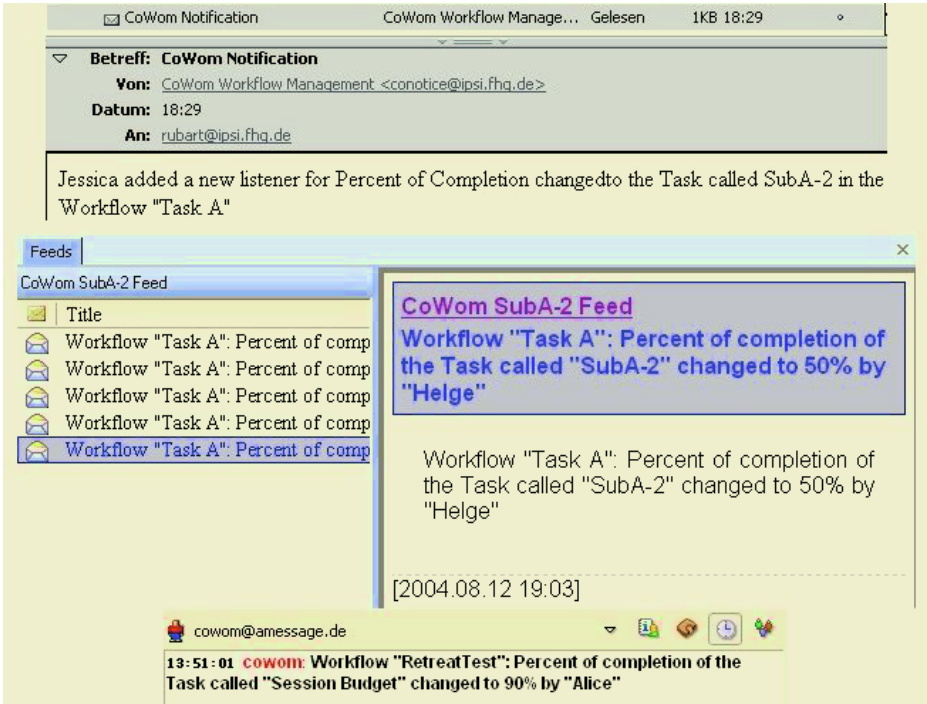 CoWom Notification CoWom Workflow Manage... Gelesen 1KB 18:29
Betreff: CoWom Notification
Von: CoWom Workflow Management <conotice@ipsi.fhg.de>
Datum: 18:29
An: rubart@ipsi.fhg.de
Jessica added a new listener for Percent of Completion changedto the Task called SubA-2 in the
Workflow "Task A"
Feeds
CoWom SubA-2 Feed
Title
Workflow "Task A": Percent of comp
Workflow "Task A": Percent of comp
Workflow "Task A": Percent of comp
Workflow "Task A": Percent of comp
Workflow "Task A": Percent of comp
CoWom SubA-2 Feed
Workflow "Task A": Percent of completion of
the Task called "SubA-2" changed to 50% by
"Helge"
Workflow "Task A": Percent of completion of
the Task called "SubA-2" changed to 50% by
"Helge"
[2004.08.12 19:03]
cowom@amessage.de
13:51:01 cowom: Workflow "RetreatTest": Percent of completion of the
Task called "Session Budget" changed to 90% by "Alice"